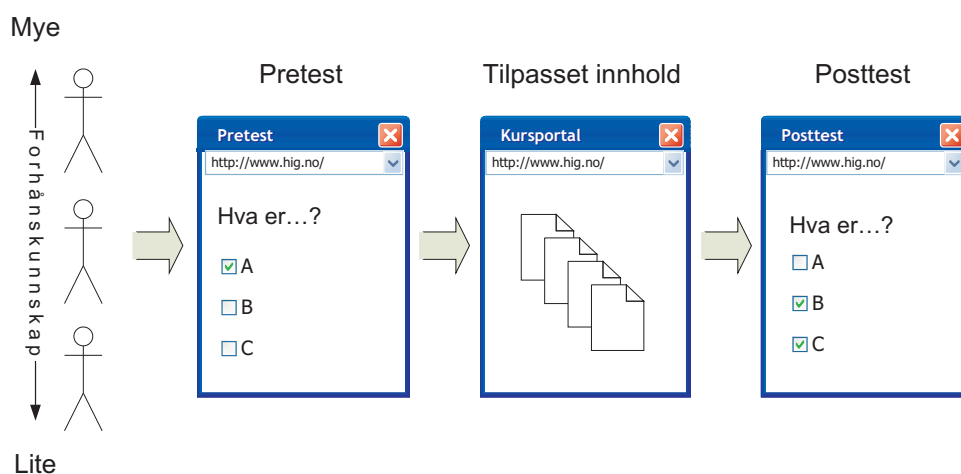 Mye
Forhånskunnskap
Lite
Pretest
Pretest
http://www.hig.no/
Hva er...?
A
B
C
Tilpasset innhold
Kursportal
http://www.hig.no/
Posttest
Posttest
http://www.hig.no/
Hva er...?
A
B
C